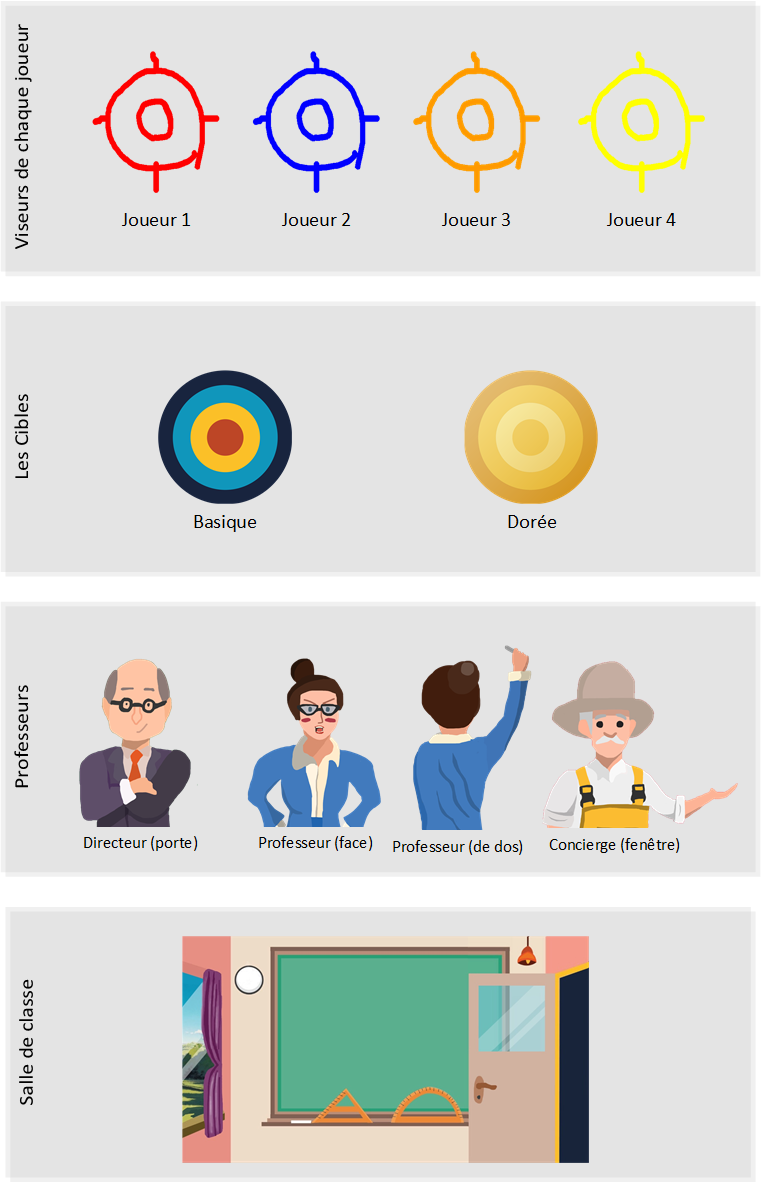 Viseurs de chaque joueur
Joueur 1
Joueur 2
Joueur 3
Joueur 4
Les Cibles
Basique
Dorée
Professeurs
Directeur (porte)
Professeur (face)
Professeur (de dos)
Concierge (fenêtre)
Salle de classe